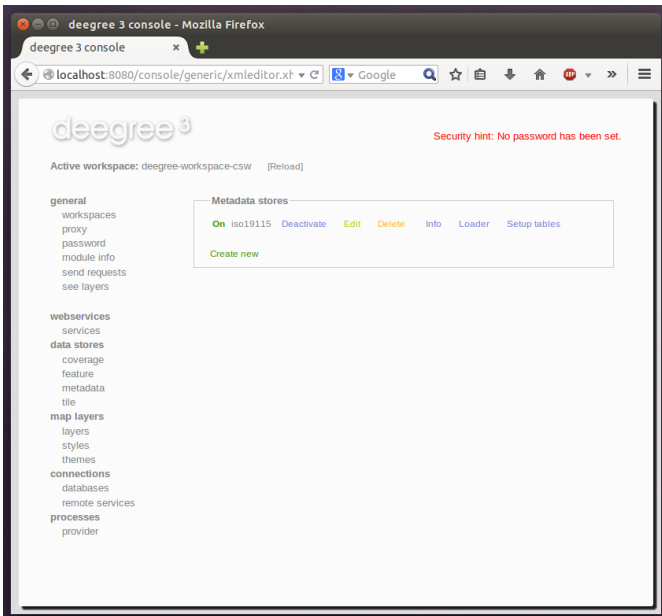 deegree 3 console - Mozilla Firefox
deegree 3 console
localhost:8080/console/generic/xmleditor.xh
Google
ABP
deegree 3
Security hint: No password has been set.
Active workspace: deegree-workspace-csw [Reload]
general
workspaces
proxy
password
module info
send requests
see layers
webservices
services
data stores
coverage
feature
metadata
tile
map layers
layers
styles
themes
connections
databases
remote services
processes
provider
Metadata stores
On iso19115 Deactivate Edit Delete Info Loader Setup tables
Create new